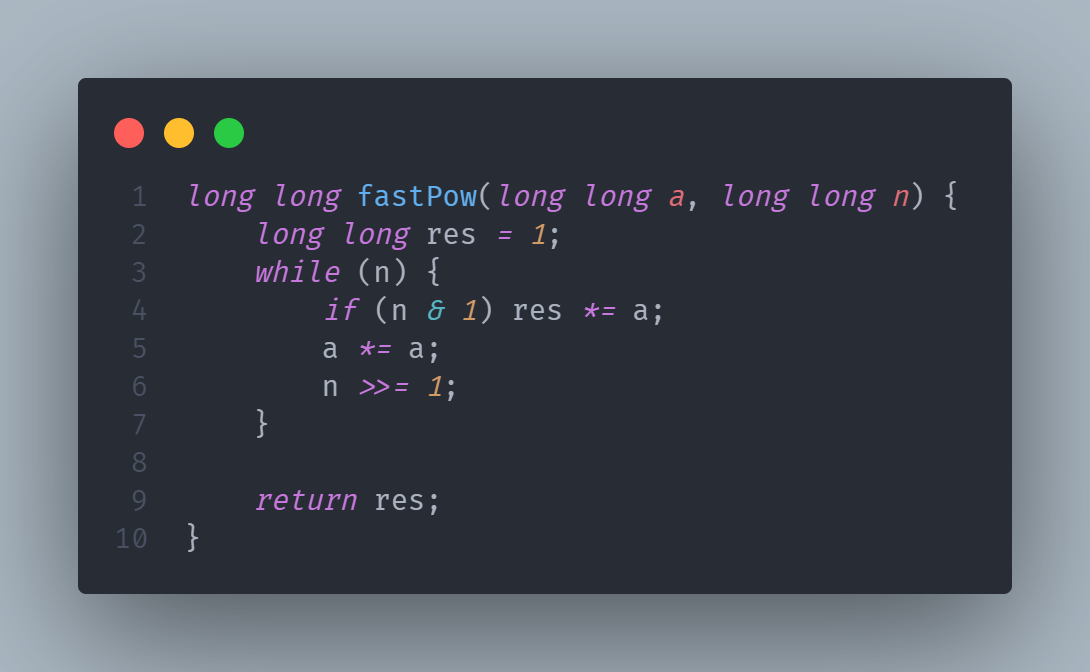 1 long long fastPow(long long a, long long n) {
2     long long res = 1;
3     while (n) {
4         if (n & 1) res *= a;
5         a *= a;
6         n >>= 1;
7     }
8
9     return res;
10 }